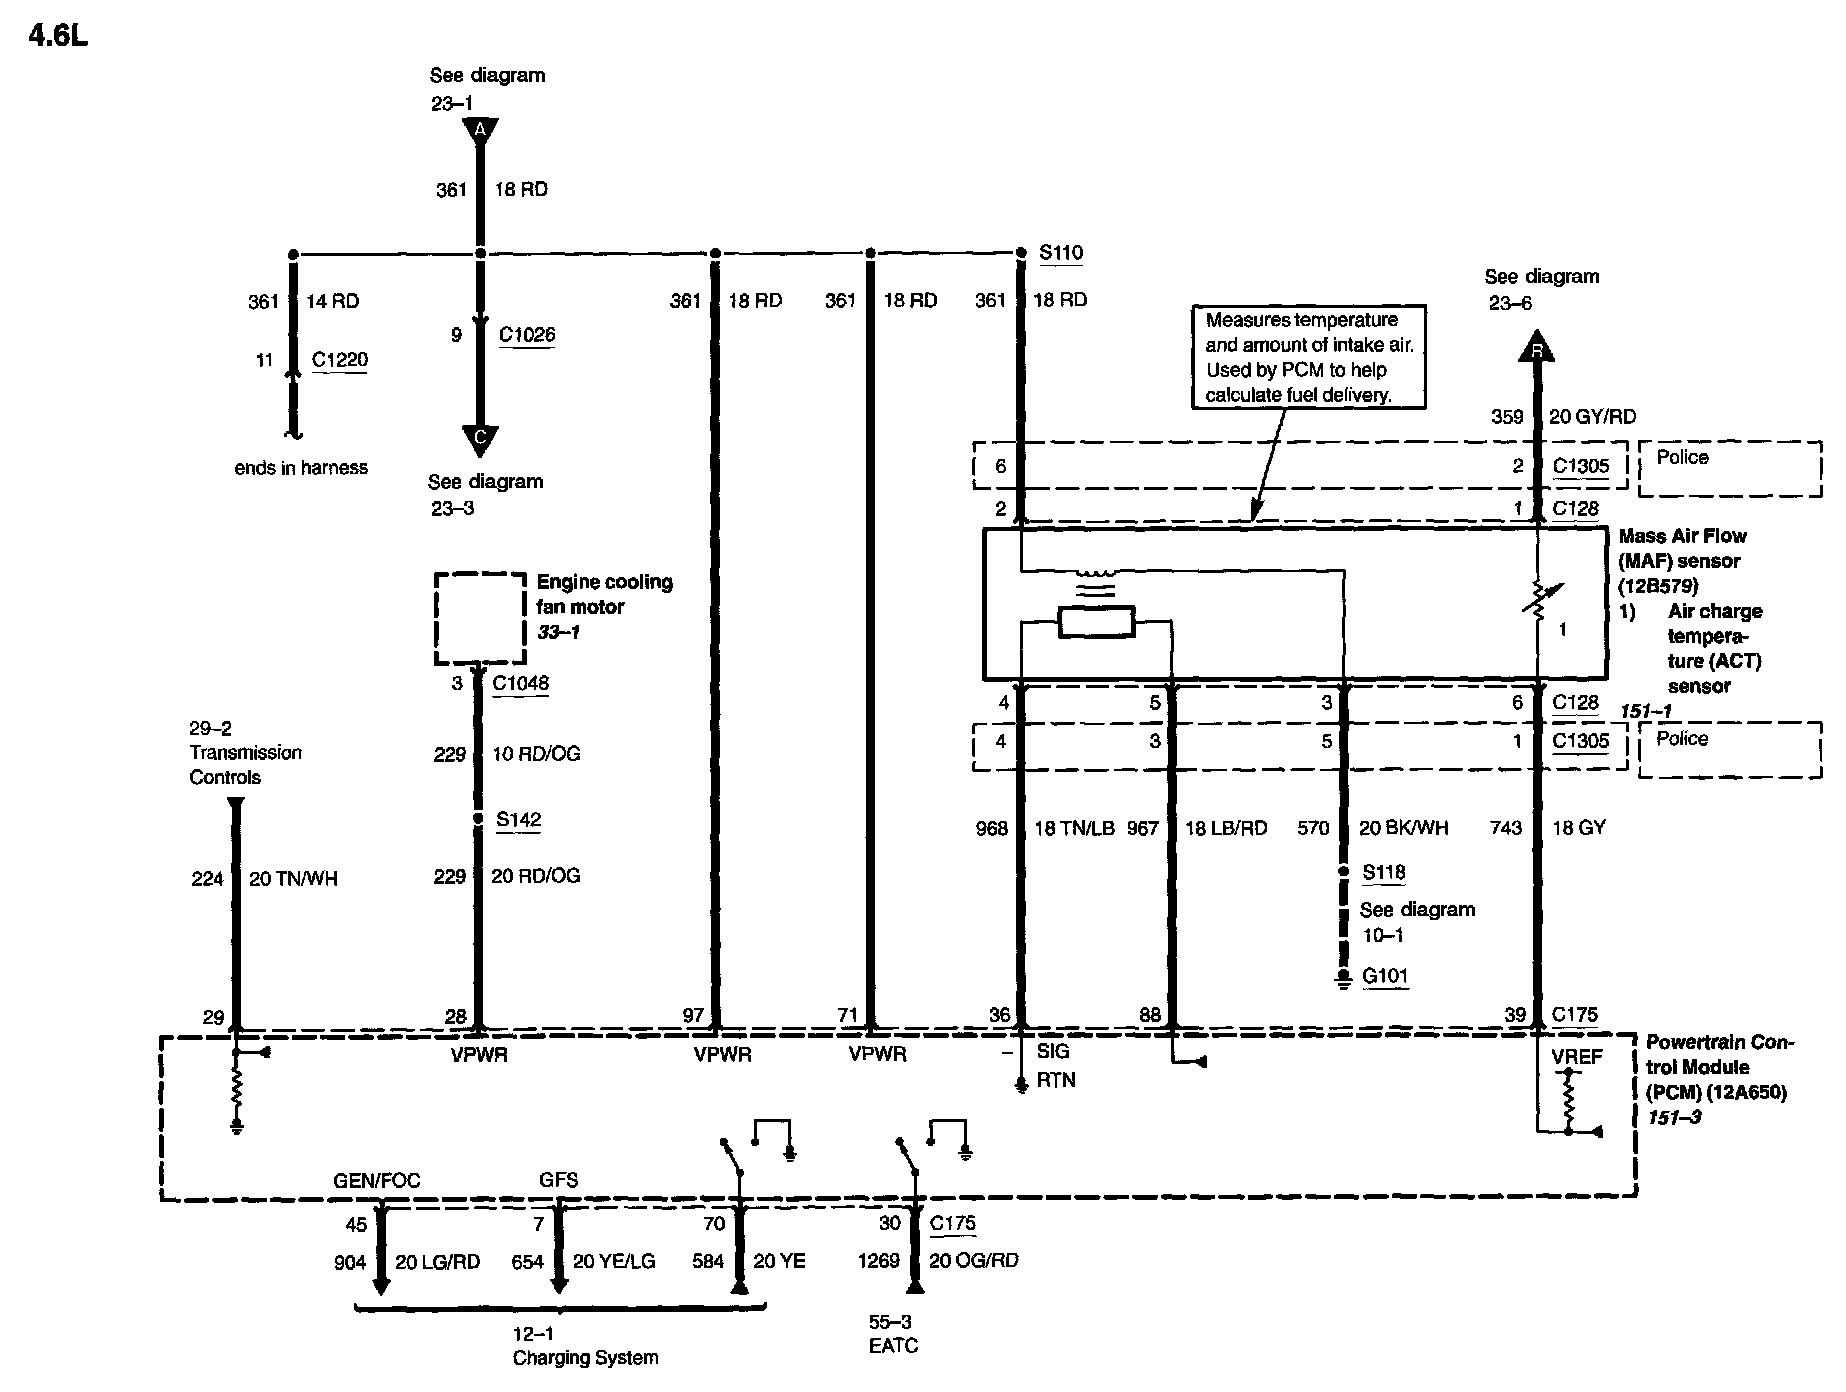 4.6L
See diagram
23–1
A
361 18 RD
S110
361 14 RD
361 18 RD
361 18 RD
361 18 RD
11 C1220
9 C1026
ends in harness
C
See diagram
23–3
See diagram
23–6
Measures temperature
and amount of intake air.
Used by PCM to help
calculate fuel delivery.
359 20 GY/RD
6 2 C1305 Police
2 1 C128
Mass Air Flow
(MAF) sensor
(12B579)
1) Air charge
tempera-
ture (ACT)
sensor
151–1
1
Engine cooling
fan motor
33–1
3 C1048
4 5 3 6 C128
4 3 5 1 C1305 Police
29–2
Transmission
Controls
229 10 RD/OG
S142
224 20 TN/WH
229 20 RD/OG
968 18 TN/LB 967 18 LB/RD 570 20 BK/WH 743 18 GY
S118
See diagram
10–1
G101
29 28 97 71 36 88 39 C175
VPWR VPWR VPWR – SIG
RTN
VREF
Powertrain Con-
trol Module
(PCM) (12A650)
151–3
GEN/FOC GFS
45 7 70 30 C175
904 20 LG/RD 654 20 YE/LG 584 20 YE 1269 20 OG/RD
12–1
Charging System
55–3
EATC